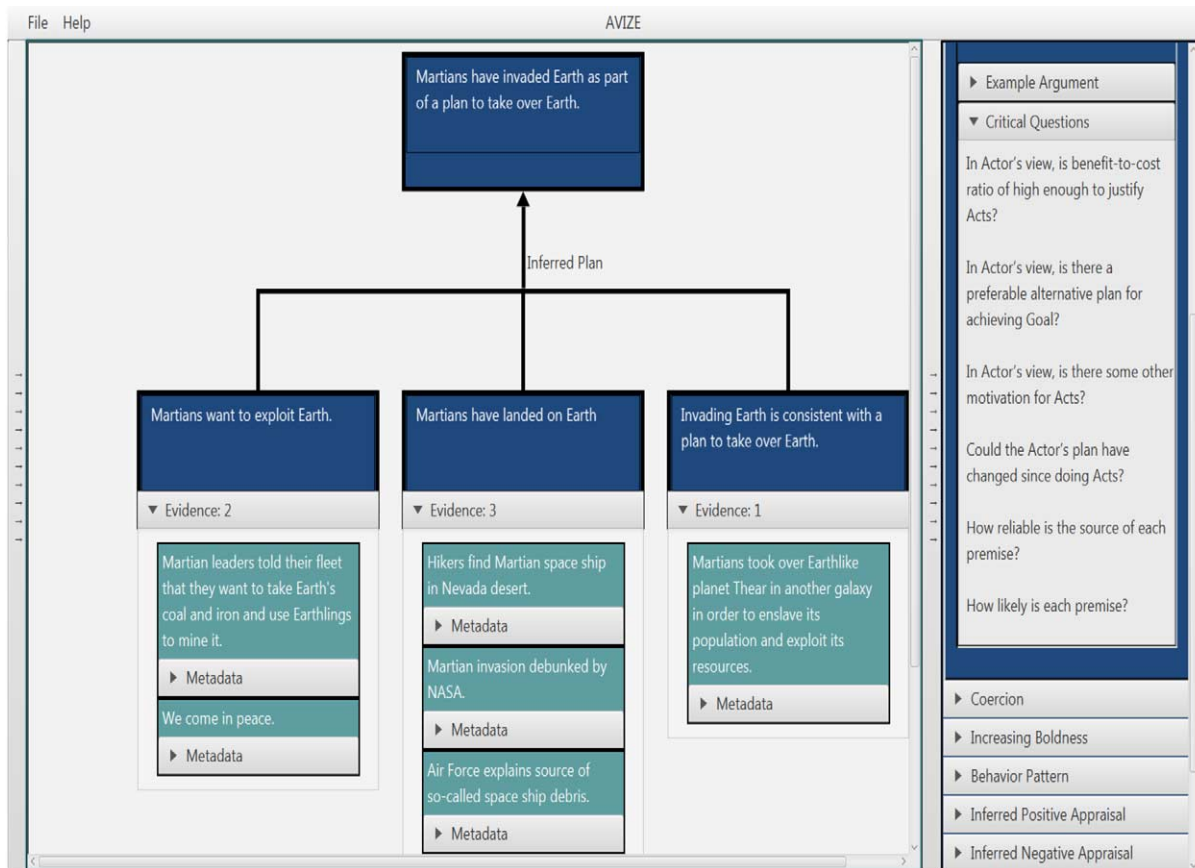 File Help
AVIZE
Martians have invaded Earth as part
of a plan to take over Earth.
Inferred Plan
Martians want to exploit Earth.
Evidence: 2
Martian leaders told their fleet
that they want to take Earth's
coal and iron and use Earthlings
to mine it.
Metadata
We come in peace.
Metadata
Martians have landed on Earth
Evidence: 3
Hikers find Martian space ship
in Nevada desert.
Metadata
Martian invasion debunked by
NASA.
Metadata
Air Force explains source of
so-called space ship debris.
Metadata
Invading Earth is consistent with a
plan to take over Earth.
Evidence: 1
Martians took over Earthlike
planet Thear in another galaxy
in order to enslave its
population and exploit its
resources.
Metadata
Example Argument
Critical Questions
In Actor's view, is benefit-to-cost
ratio of high enough to justify
Acts?
In Actor's view, is there a
preferable alternative plan for
achieving Goal?
In Actor's view, is there some other
motivation for Acts?
Could the Actor's plan have
changed since doing Acts?
How reliable is the source of each
premise?
How likely is each premise?
Coercion
Increasing Boldness
Behavior Pattern
Inferred Positive Appraisal
Inferred Negative Appraisal